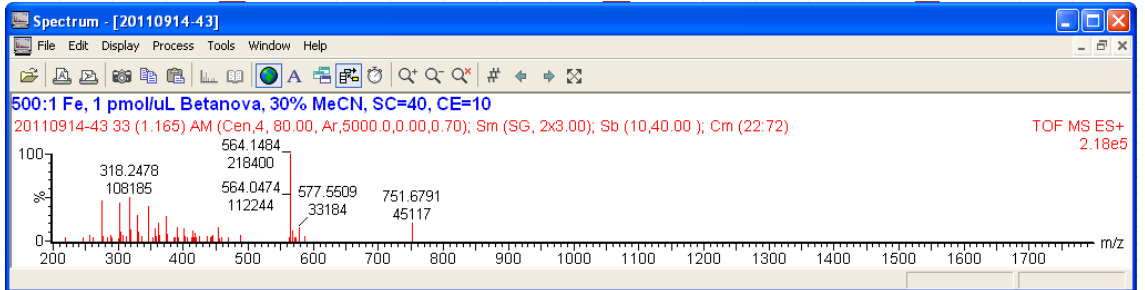 Spectrum - [20110914-43]
File Edit Display Process Tools Window Help
500:1 Fe, 1 pmol/uL Betanova, 30% MeCN, SC=40, CE=10
20110914-43 33 (1.165) AM (Cen,4, 80.00, Ar,5000.0,0.00,0.70); Sm (SG, 2x3.00); Sb (10,40.00 ); Cm (22:72)
TOF MS ES+
2.18e5
100
%
0
564.1484
218400
318.2478
108185
564.0474
112244
577.5509
33184
751.6791
45117
200 300 400 500 600 700 800 900 1000 1100 1200 1300 1400 1500 1600 1700
m/z